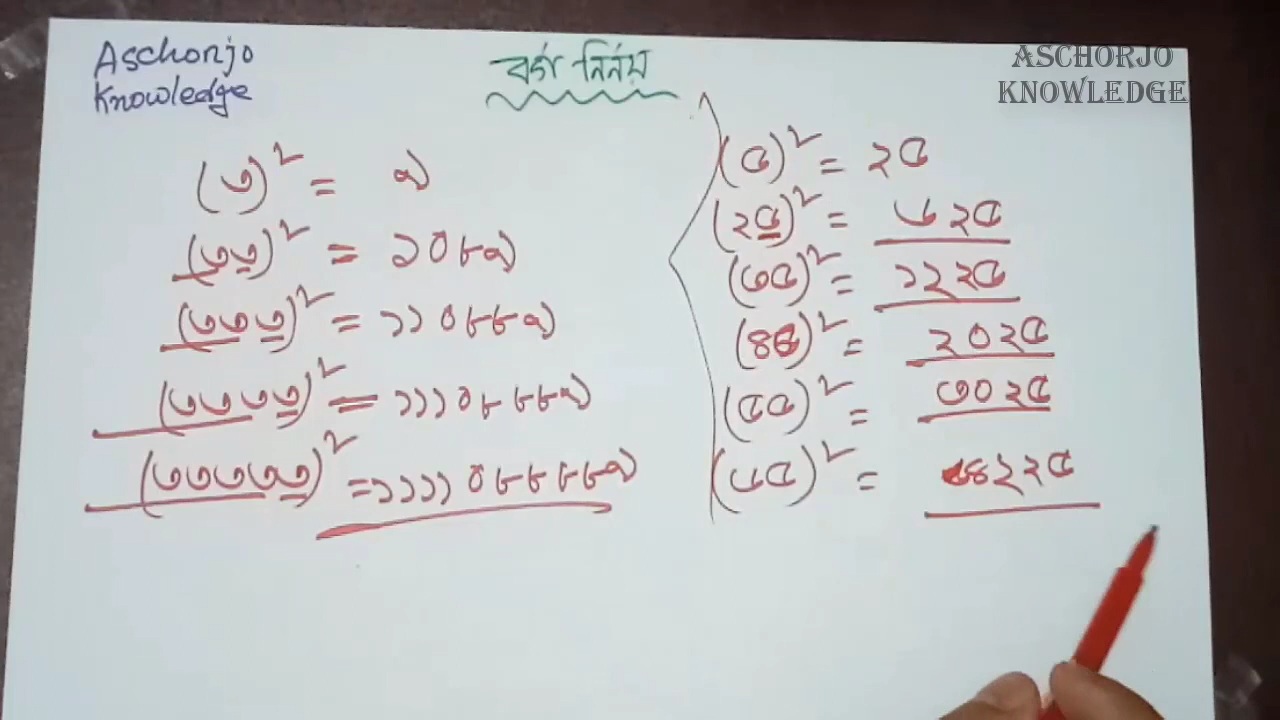 Aschorjo
Knowledge
বর্গ নির্নয়
ASCHORJO
KNOWLEDGE
(৩)² = ৯
(৩৩)² = ১০৮৯
(৩৩৩)² = ১১০৮৮৯
(৩৩৩৩)² = ১১১০৮৮৮৯
(৩৩৩৩৩)² = ১১১১০৮৮৮৮৯
(৫)² = ২৫
(২৫)² = ৬২৫
(৩৫)² = ১২২৫
(৪৫)² = ২০২৫
(৫৫)² = ৩০২৫
(৬৫)² = ৪২২৫